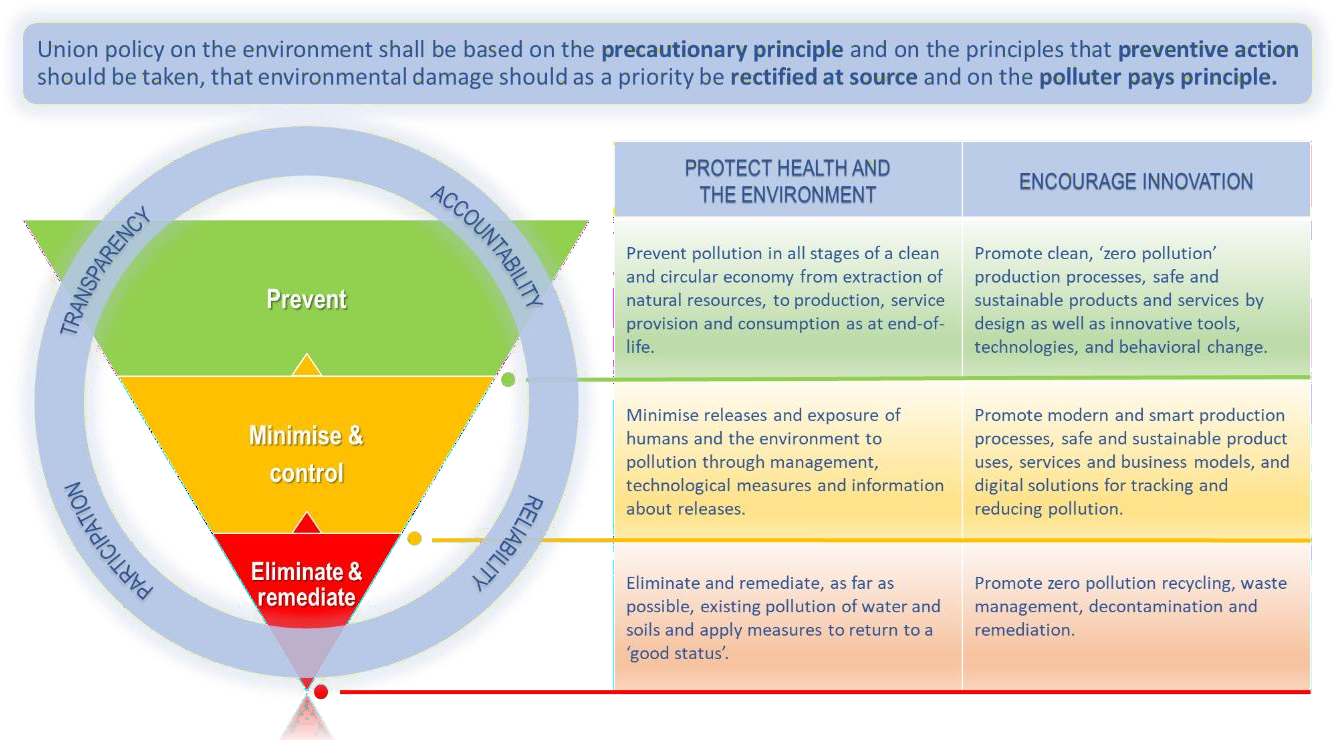 Union policy on the environment shall be based on the precautionary principle and on the principles that preventive action
should be taken, that environmental damage should as a priority be rectified at source and on the polluter pays principle.
TRANSPARENCY
ACCOUNTABILITY
PARTICIPATION
RELIABILITY
Prevent
Minimise &
control
Eliminate &
remediate
PROTECT HEALTH AND
THE ENVIRONMENT
ENCOURAGE INNOVATION
Prevent pollution in all stages of a clean
and circular economy from extraction of
natural resources, to production, service
provision and consumption as at end-of-
life.
Promote clean, ‘zero pollution’
production processes, safe and
sustainable products and services by
design as well as innovative tools,
technologies, and behavioral change.
Minimise releases and exposure of
humans and the environment to
pollution through management,
technological measures and information
about releases.
Promote modern and smart production
processes, safe and sustainable product
uses, services and business models, and
digital solutions for tracking and
reducing pollution.
Eliminate and remediate, as far as
possible, existing pollution of water and
soils and apply measures to return to a
‘good status’.
Promote zero pollution recycling, waste
management, decontamination and
remediation.